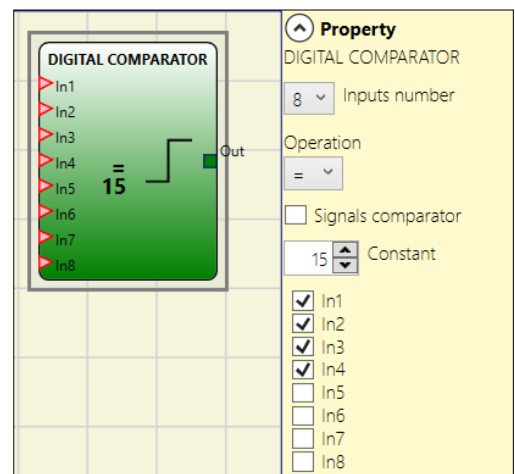 DIGITAL COMPARATOR
In1
In2
In3
In4
In5
In6
In7
In8
=
15
Out
Property
DIGITAL COMPARATOR
8 Inputs number
Operation
=
Signals comparator
15 Constant
In1
In2
In3
In4
In5
In6
In7
In8